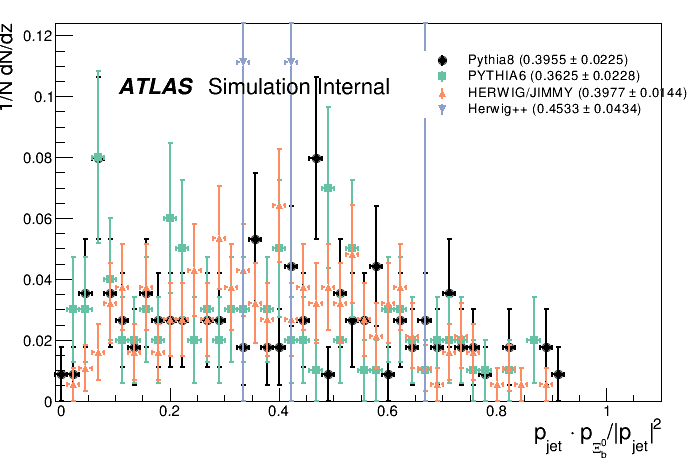 1/N dN/dz
0.12
0.1
0.08
0.06
0.04
0.02
0
ATLAS Simulation Internal
Pythia8 (0.3955 ± 0.0225)
PYTHIA6 (0.3625 ± 0.0228)
HERWIG/JIMMY (0.3977 ± 0.0144)
Herwig++ (0.4533 ± 0.0434)
0 0.2 0.4 0.6 0.8 1
p_jet · p_Ξ_b^0/|p_jet|^2